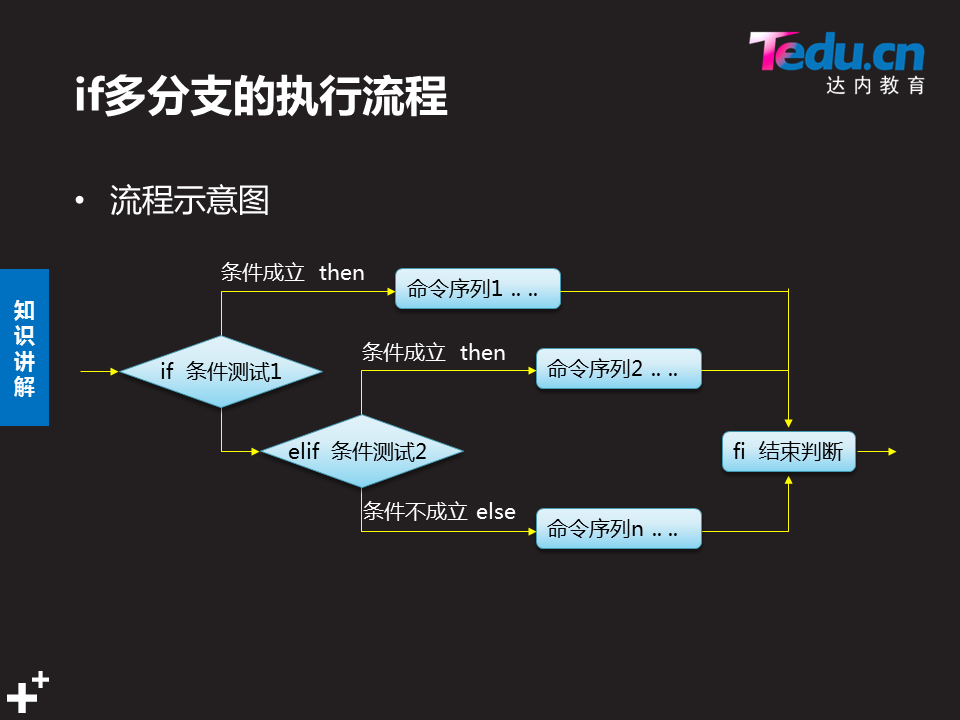 Tedu.cn
达内教育
if多分支的执行流程
• 流程示意图
知识讲解
条件成立 then
命令序列1 .. ..
条件成立 then
命令序列2 .. ..
if 条件测试1
elif 条件测试2
fi 结束判断
条件不成立 else
命令序列n .. ..